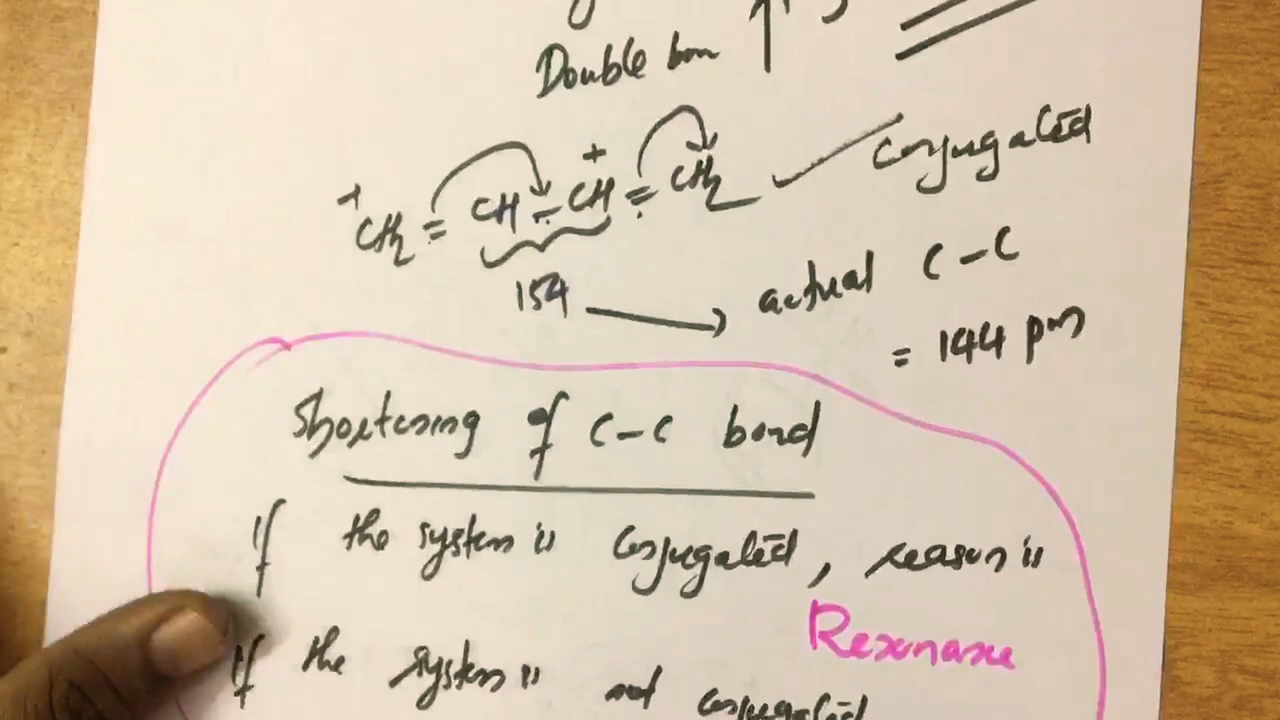 Double bon ↑
+CH2 = CH - CH+ = CH2 conjugated
154 → actual C-C
= 144 pm
Shortening of C-C bond
If the system is conjugated, reason is
Resonance
If the system is not conjugated